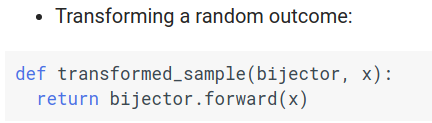 • Transforming a random outcome:
def transformed_sample(bijector, x):
  return bijector.forward(x)